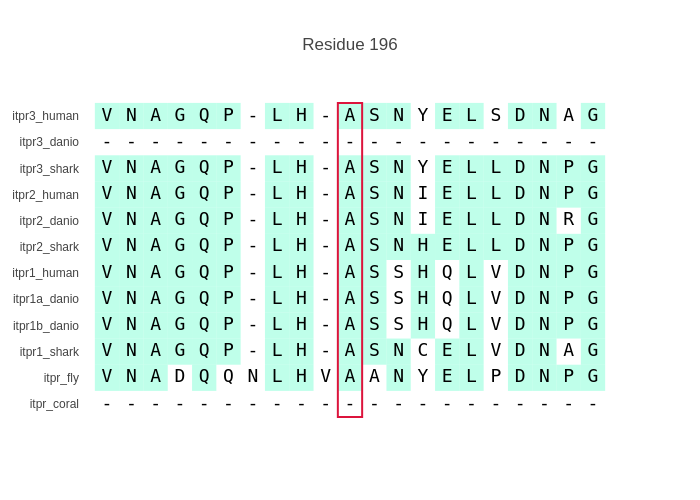 Residue 196
itpr3_human V N A G Q P - L H - A S N Y E L S D N A G
itpr3_danio - - - - - - - - - - - - - - - - - - - - -
itpr3_shark V N A G Q P - L H - A S N Y E L L D N P G
itpr2_human V N A G Q P - L H - A S N I E L L D N P G
itpr2_danio V N A G Q P - L H - A S N I E L L D N R G
itpr2_shark V N A G Q P - L H - A S N H E L L D N P G
itpr1_human V N A G Q P - L H - A S S H Q L V D N P G
itpr1a_danio V N A G Q P - L H - A S S H Q L V D N P G
itpr1b_danio V N A G Q P - L H - A S S H Q L V D N P G
itpr1_shark V N A G Q P - L H - A S N C E L V D N A G
itpr_fly V N A D Q Q N L H V A A N Y E L P D N P G
itpr_coral - - - - - - - - - - - - - - - - - - - - -